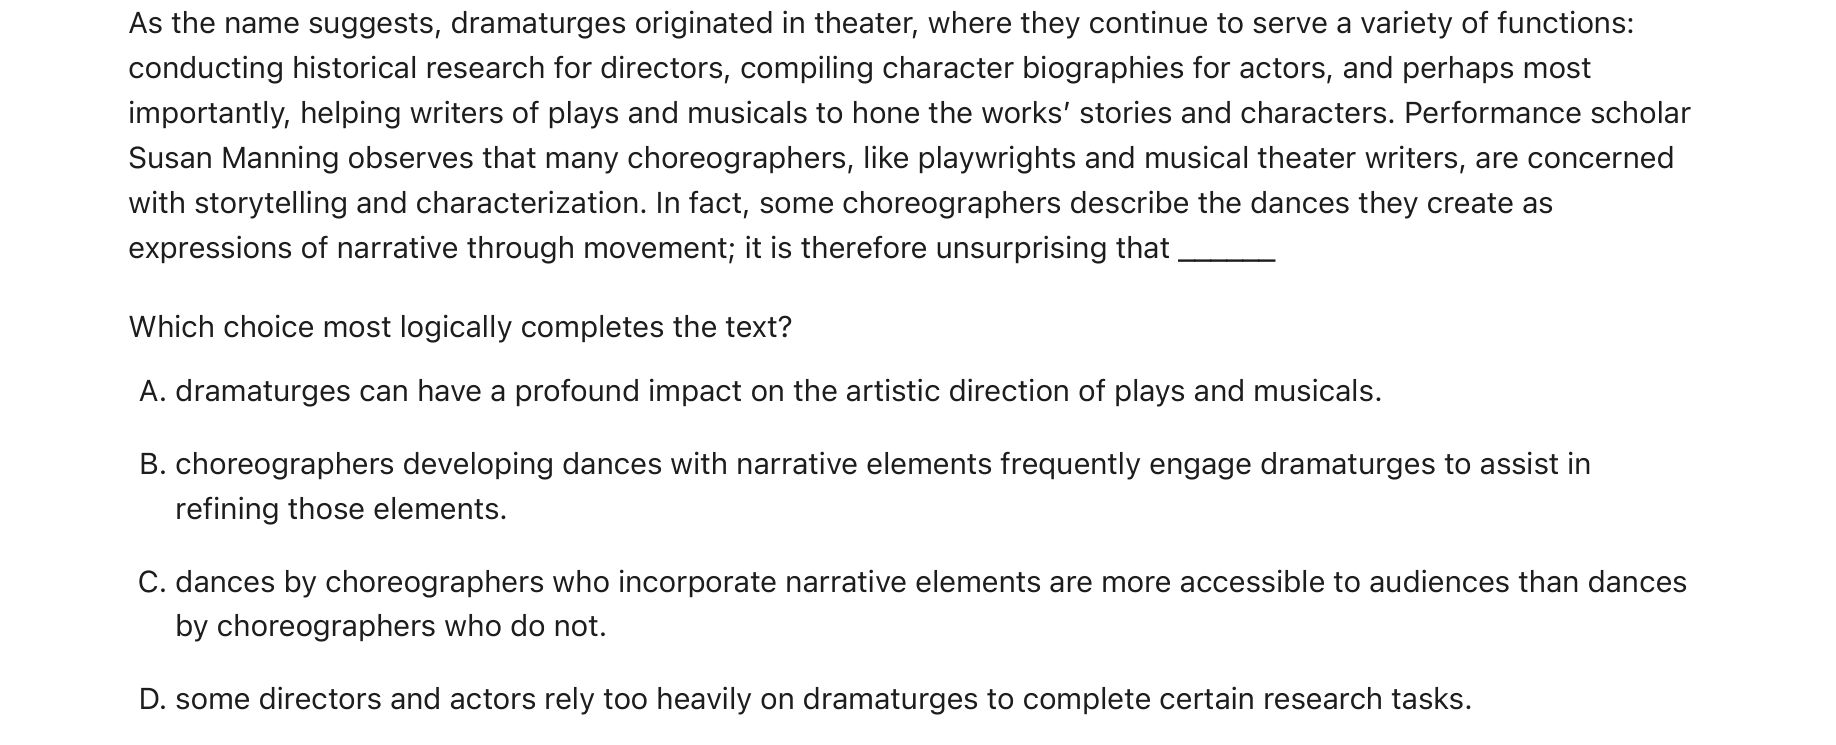 As the name suggests, dramaturges originated in theater, where they continue to serve a variety of functions:
conducting historical research for directors, compiling character biographies for actors, and perhaps most
importantly, helping writers of plays and musicals to hone the works’ stories and characters. Performance scholar
Susan Manning observes that many choreographers, like playwrights and musical theater writers, are concerned
with storytelling and characterization. In fact, some choreographers describe the dances they create as
expressions of narrative through movement; it is therefore unsurprising that ______
Which choice most logically completes the text?
A. dramaturges can have a profound impact on the artistic direction of plays and musicals.
B. choreographers developing dances with narrative elements frequently engage dramaturges to assist in
refining those elements.
C. dances by choreographers who incorporate narrative elements are more accessible to audiences than dances
by choreographers who do not.
D. some directors and actors rely too heavily on dramaturges to complete certain research tasks.